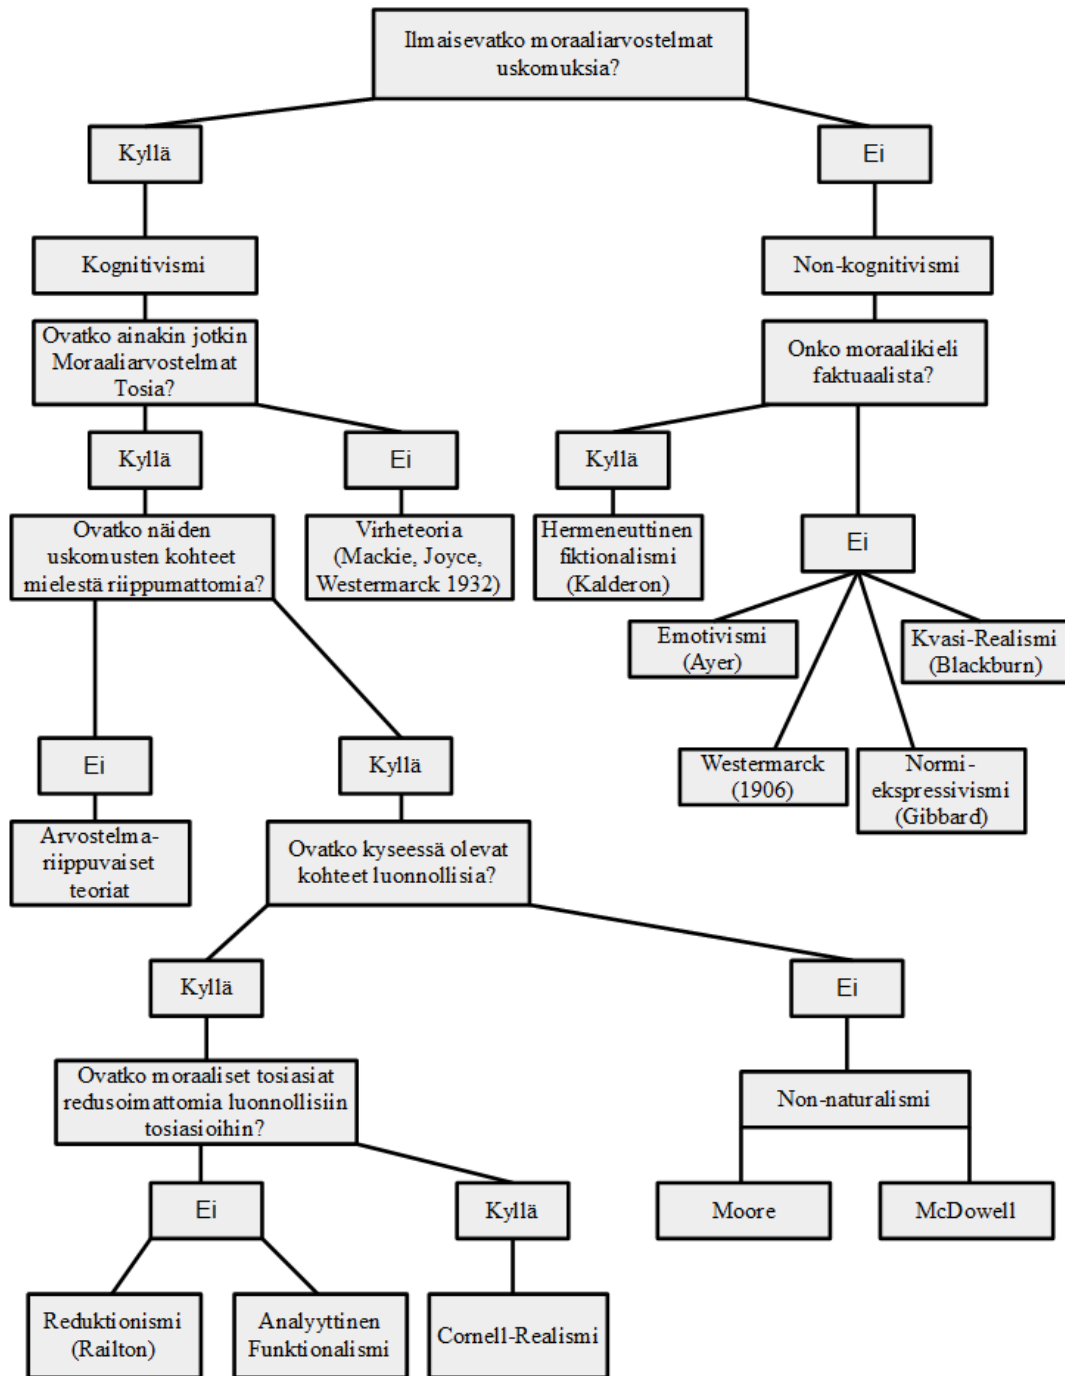 Ilmaisevatko moraaliarvostelmat
uskomuksia?
Kyllä
Ei
Kognitivismi
Non-kognitivismi
Ovatko ainakin jotkin
Moraaliarvostelmat
Tosia?
Onko moraalikieli
faktuaalista?
Kyllä
Ei
Kyllä
Ei
Ovatko näiden
uskomusten kohteet
mielestä riippumattomia?
Virheteoria
(Mackie, Joyce,
Westermarck 1932)
Hermeneuttinen
fiktionalismi
(Kalderon)
Emotivismi
(Ayer)
Kvasi-Realismi
(Blackburn)
Westermarck
(1906)
Normi-
ekspressivismi
(Gibbard)
Ei
Kyllä
Arvostelma-
riippuvaiset
teoriat
Ovatko kyseessä olevat
kohteet luonnollisia?
Kyllä
Ei
Ovatko moraaliset tosiasiat
redusoimattomia luonnollisiin
tosiasioihin?
Non-naturalismi
Ei
Kyllä
Moore
McDowell
Reduktionismi
(Railton)
Analyyttinen
Funktionalismi
Cornell-Realismi